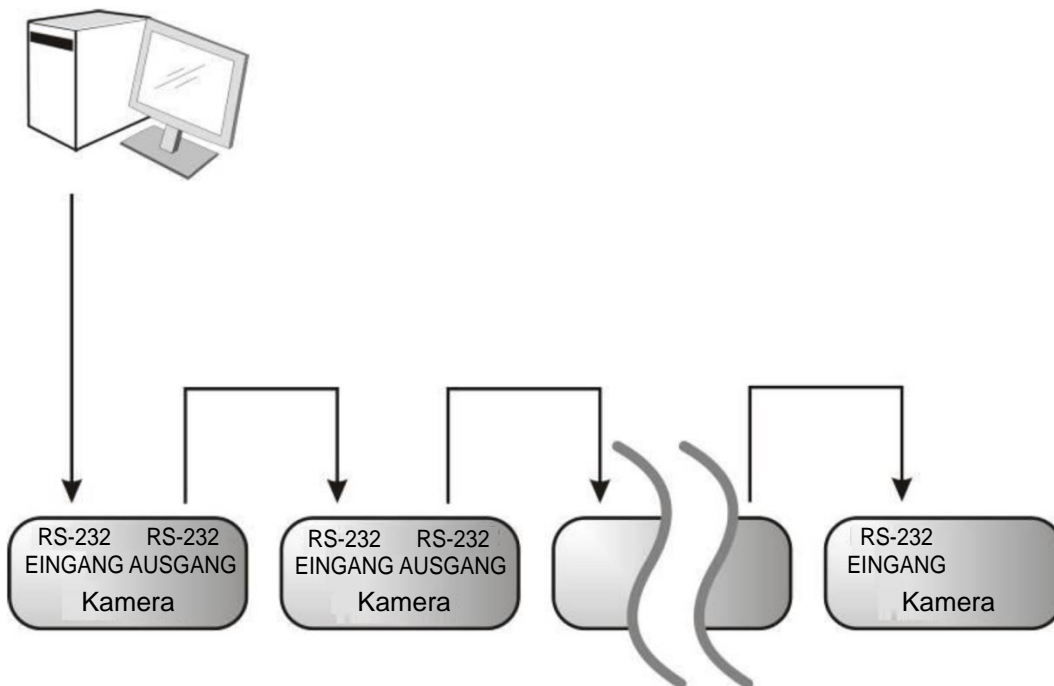 RS-232 RS-232
EINGANG AUSGANG
Kamera
RS-232 RS-232
EINGANG AUSGANG
Kamera
RS-232
EINGANG
Kamera